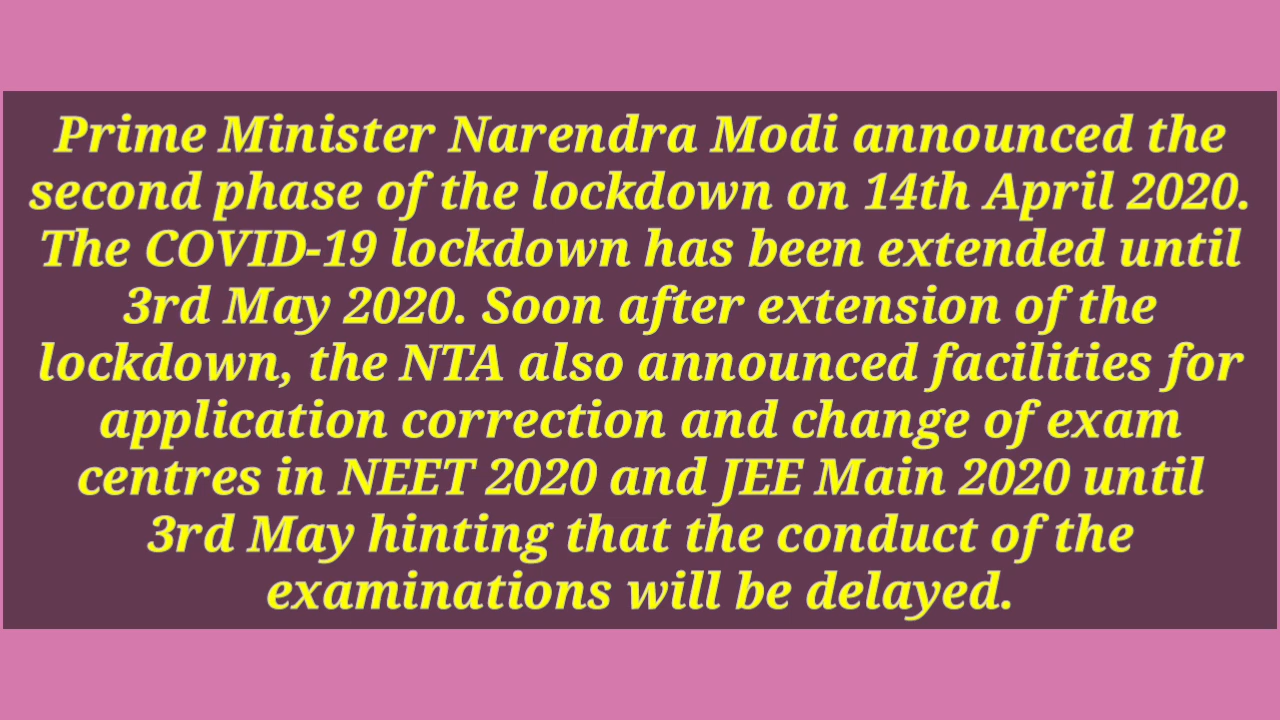 Prime Minister Narendra Modi announced the
second phase of the lockdown on 14th April 2020.
The COVID-19 lockdown has been extended until
3rd May 2020. Soon after extension of the
lockdown, the NTA also announced facilities for
application correction and change of exam
centres in NEET 2020 and JEE Main 2020 until
3rd May hinting that the conduct of the
examinations will be delayed.